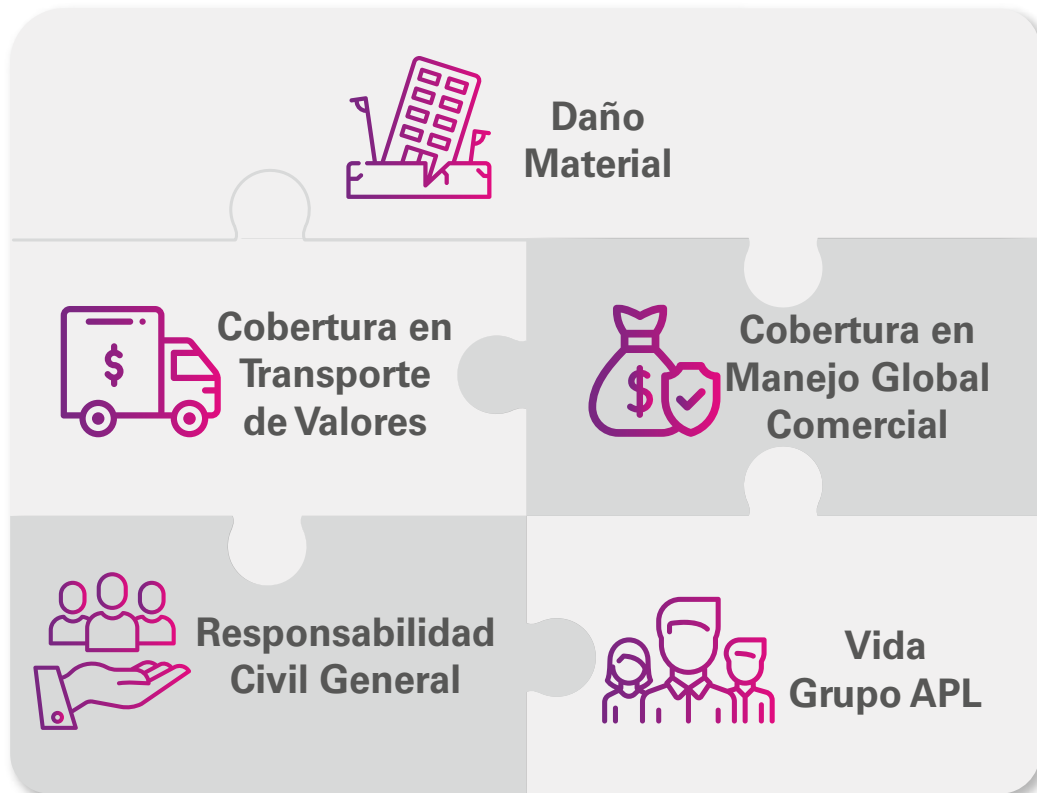 Daño
Material
Cobertura en
Transporte
de Valores
$
Cobertura en
Manejo Global
Comercial
$
Responsabilidad
Civil General
Vida
Grupo APL